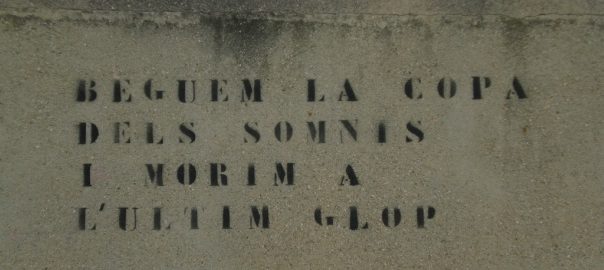 BEGUEM LA COPA
DELS SOMNIS
I MORIM A
L'ULTIM GLOP